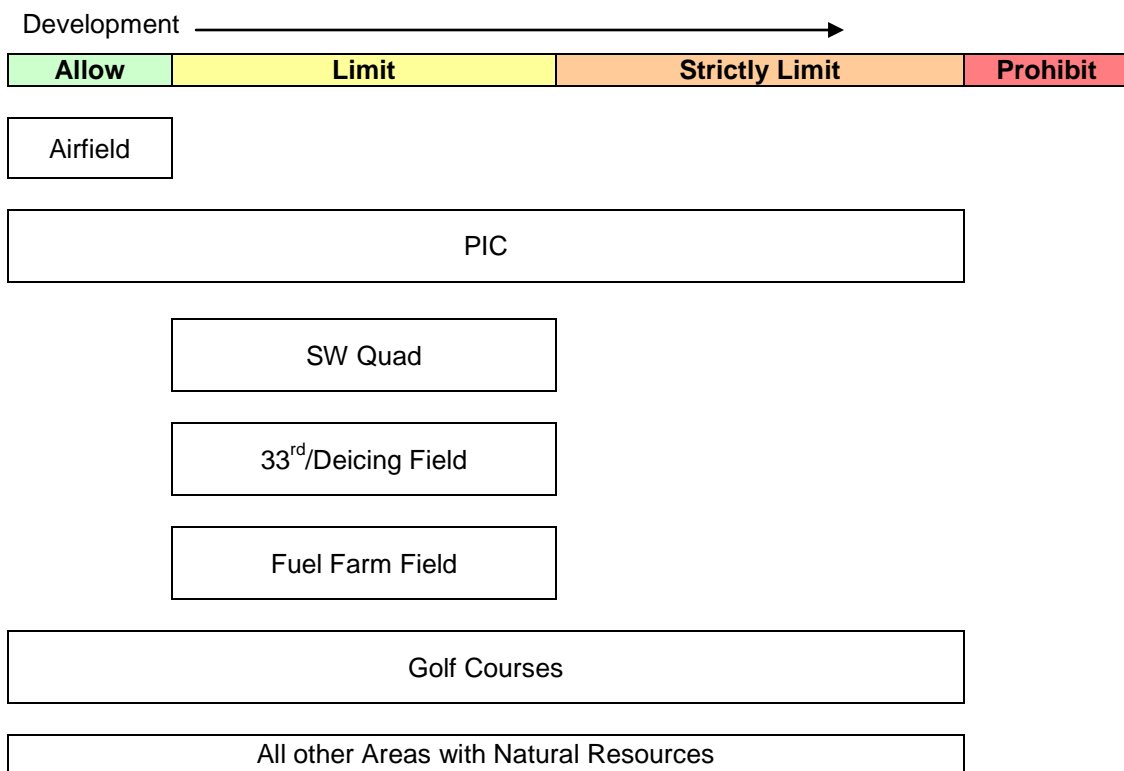 Development
Allow Limit Strictly Limit Prohibit
Airfield
PIC
SW Quad
33rd/Deicing Field
Fuel Farm Field
Golf Courses
All other Areas with Natural Resources